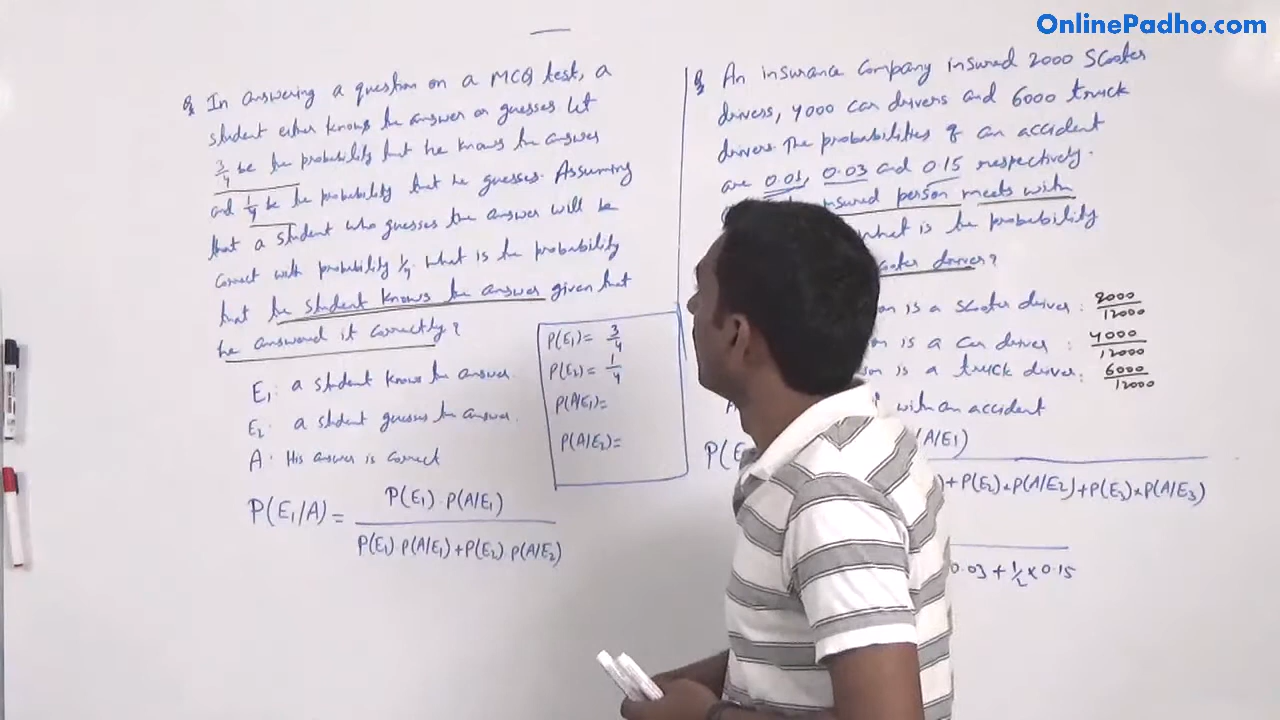 OnlinePadho.com
Q In answering a question on a MCQ test, a
student either knows the answer or guesses let
3/4 be the probability that he knows the answer
and 1/4 be the probability that he guesses. Assuming
that a student who guesses the answer will be
correct with probability 1/4. What is the probability
that the student knows the answer given that
he answered it correctly?
E1: a student knows the answer.
E2: a student guesses the answer.
A: His answer is correct
P(E1/A) = P(E1) · P(A/E1)
P(E1) · P(A/E1) + P(E2) · P(A/E2)
P(E1) = 3/4
P(E2) = 1/4
P(A/E1) =
P(A/E2) =
Q An insurance company insured 2000 scooter
drivers, 4000 car drivers and 6000 truck
drivers. The probabilities of an accident
are 0.01, 0.03 and 0.15 respectively.
insured person meets with
what is the probability
driver?
is a scooter driver: 2000/12000
is a car driver: 4000/12000
is a truck driver: 6000/12000
A with an accident
P(E (A/E1)
+ P(E2) × P(A/E2) + P(E3) × P(A/E3)
0.03 + 1/2 × 0.15